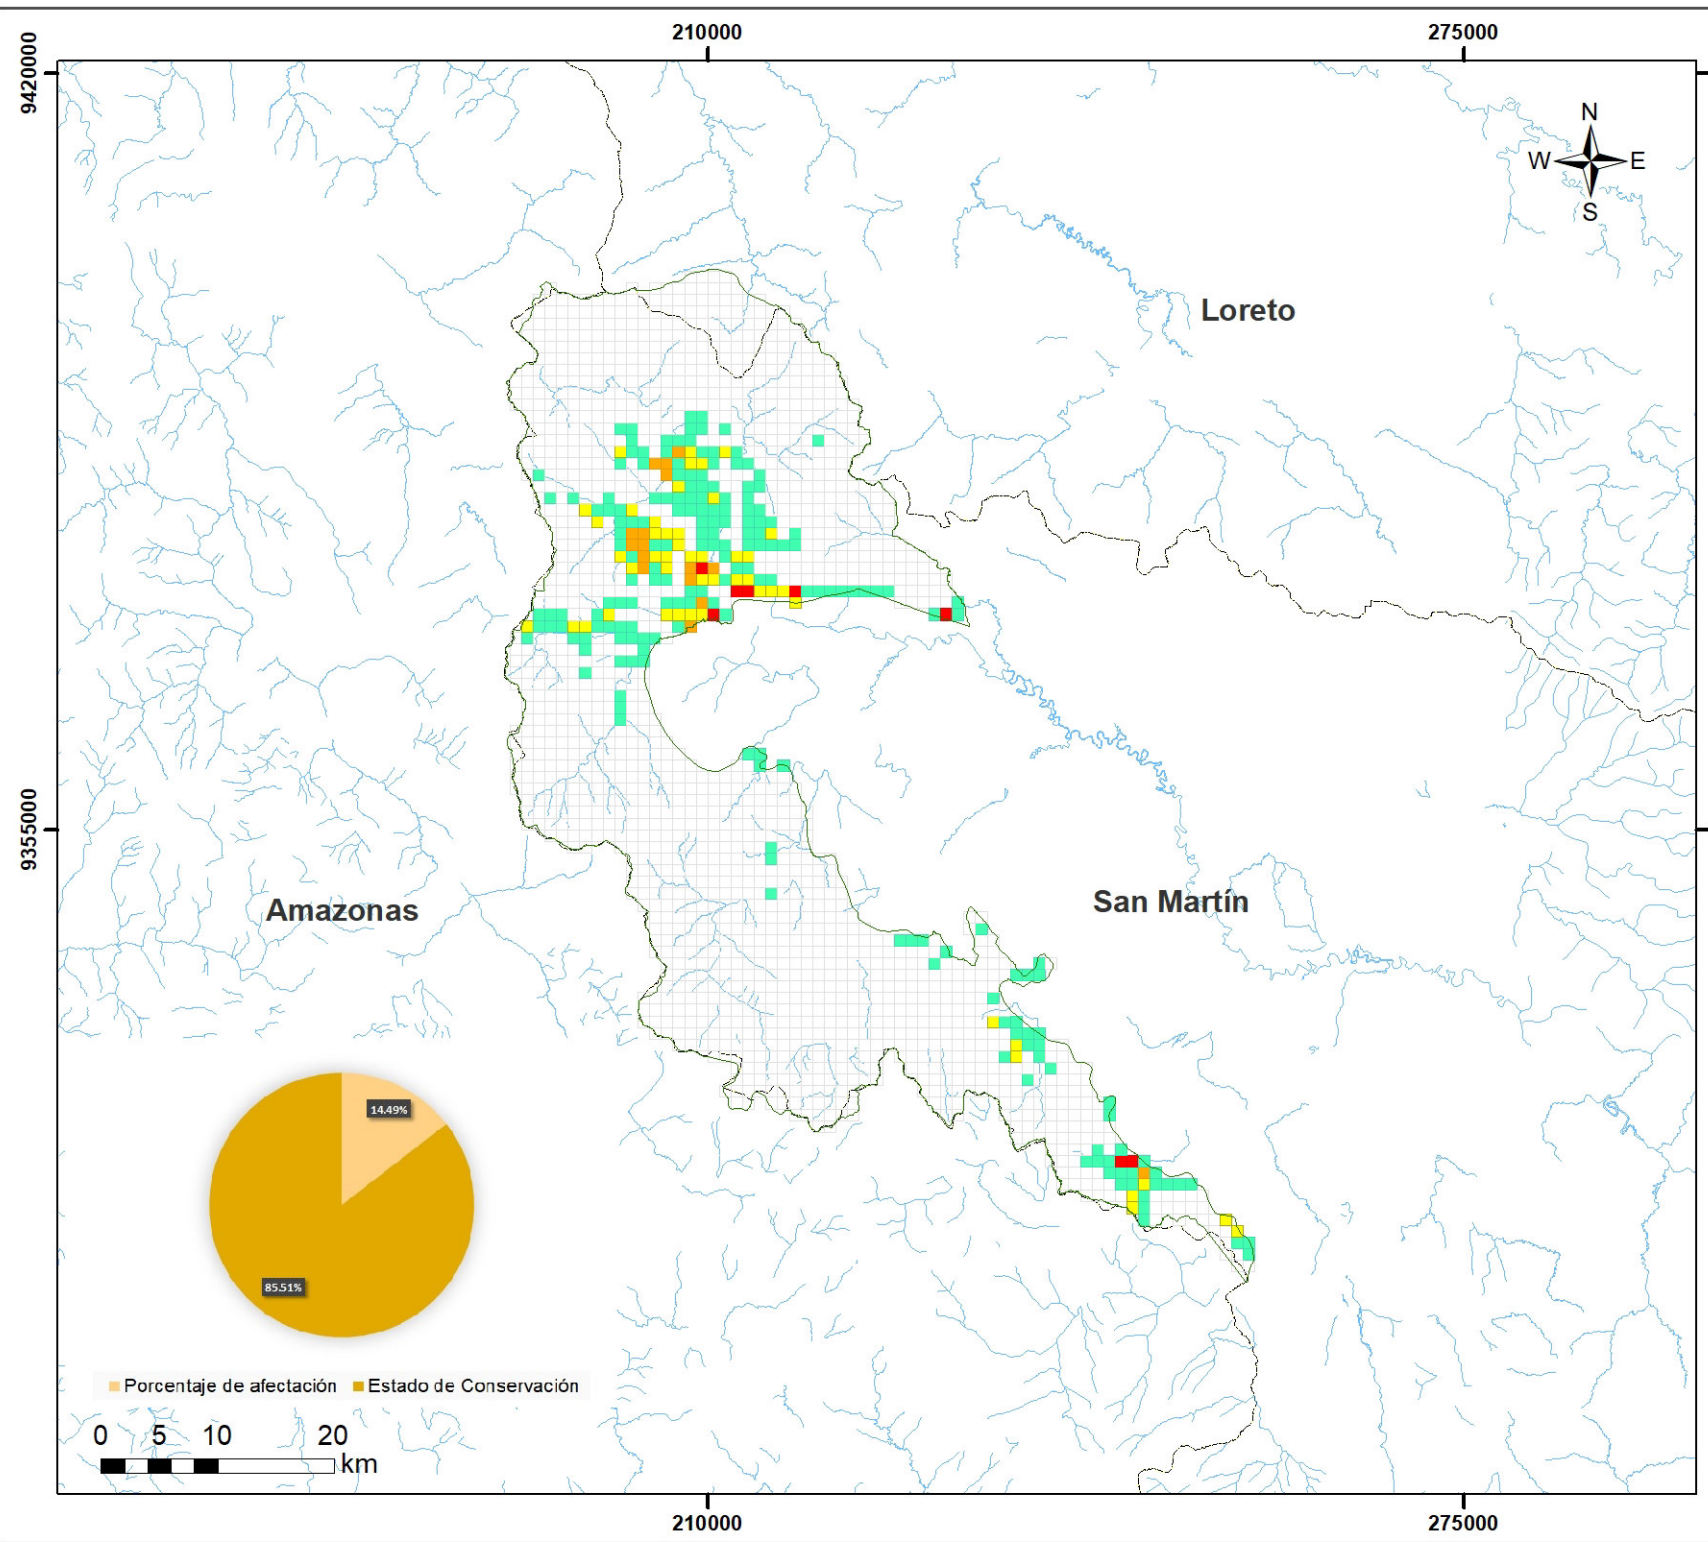 210000 275000
9420000
N
W E
S
Loreto
9355000
Amazonas
San Martín
14.49%
85.51%
Porcentaje de afectación Estado de Conservación
0 5 10 20
km
210000 275000